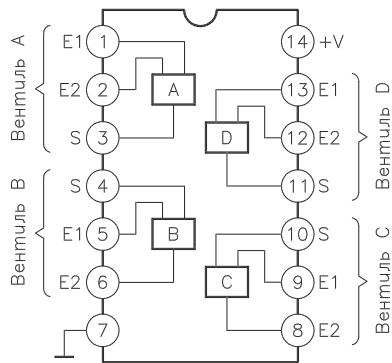 Вентиль A
E1 1
E2 2
S 3
A
Вентиль B
S 4
E1 5
E2 6
B
7
14 +V
13 E1
12 E2
11 S
D
Вентиль D
10 S
9 E1
8 E2
C
Вентиль C